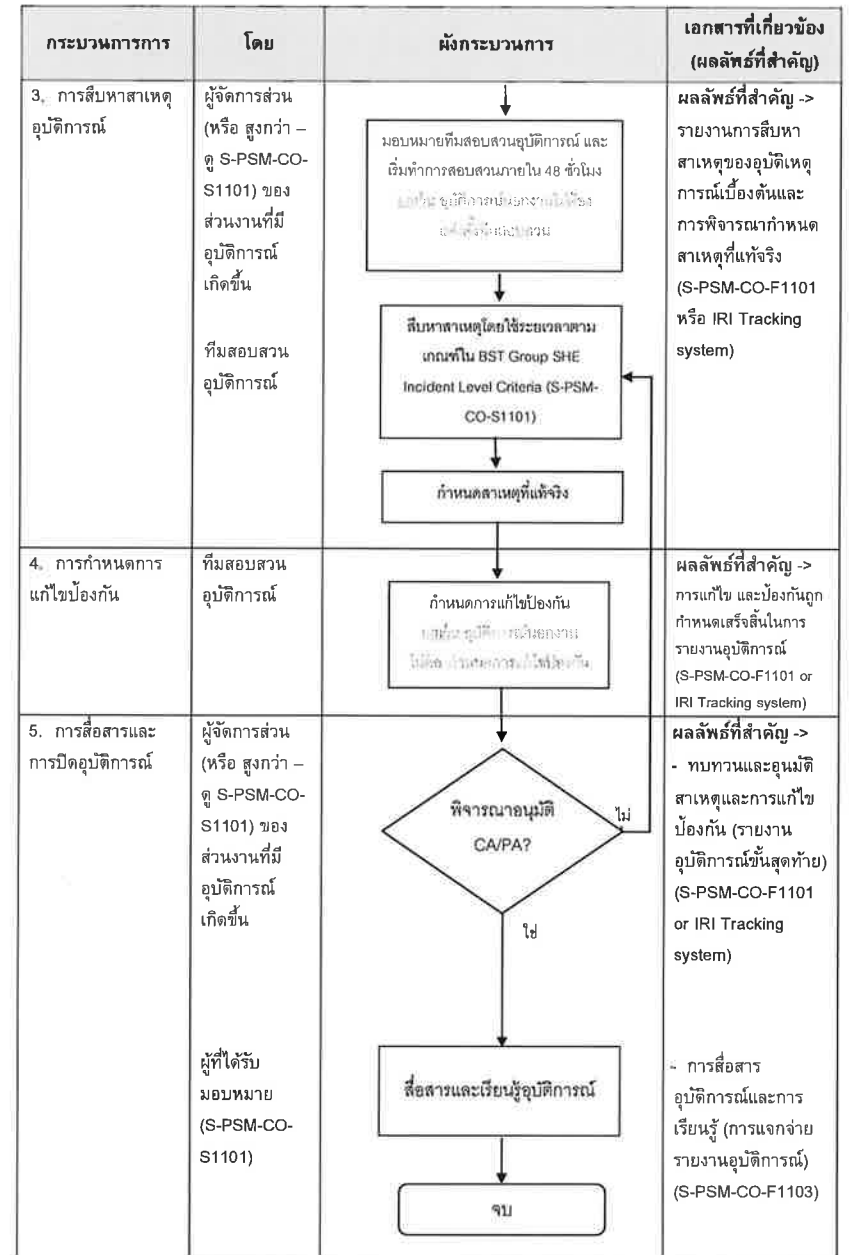 กระบวนการการ
โดย
ผังกระบวนการ
เอกสารที่เกี่ยวข้อง
(ผลลัพธ์ที่สำคัญ)
3. การสืบหาสาเหตุ
อุบัติการณ์
ผู้จัดการส่วน
(หรือ สูงกว่า –
ดู S-PSM-CO-
S1101) ของ
ส่วนงานที่มี
อุบัติการณ์
เกิดขึ้น
ทีมสอบสวน
อุบัติการณ์
มอบหมายทีมสอบสวนอุบัติการณ์ และ
เริ่มทำการสอบสวนภายใน 48 ชั่วโมง
สืบหาสาเหตุโดยใช้ระยะเวลาตาม
เกณฑ์ใน BST Group SHE
Incident Level Criteria (S-PSM-
CO-S1101)
กำหนดสาเหตุที่แท้จริง
ผลลัพธ์ที่สำคัญ ->
รายงานการสืบหา
สาเหตุของอุบัติเหตุ
การณ์เบื้องต้นและ
การพิจารณากำหนด
สาเหตุที่แท้จริง
(S-PSM-CO-F1101
หรือ IRI Tracking
system)
4. การกำหนดการ
แก้ไขป้องกัน
ทีมสอบสวน
อุบัติการณ์
กำหนดการแก้ไขป้องกัน
ผลลัพธ์ที่สำคัญ ->
การแก้ไข และป้องกันถูก
กำหนดเสร็จสิ้นในการ
รายงานอุบัติการณ์
(S-PSM-CO-F1101 or
IRI Tracking system)
5. การสื่อสารและ
การปิดอุบัติการณ์
ผู้จัดการส่วน
(หรือ สูงกว่า –
ดู S-PSM-CO-
S1101) ของ
ส่วนงานที่มี
อุบัติการณ์
เกิดขึ้น
ผู้ที่ได้รับ
มอบหมาย
(S-PSM-CO-
S1101)
พิจารณาอนุมัติ
CA/PA?
ไม่
ใช่
สื่อสารและเรียนรู้อุบัติการณ์
จบ
ผลลัพธ์ที่สำคัญ ->
- ทบทวนและอนุมัติ
สาเหตุและการแก้ไข
ป้องกัน (รายงาน
อุบัติการณ์ขั้นสุดท้าย)
(S-PSM-CO-F1101
or IRI Tracking
system)
- การสื่อสาร
อุบัติการณ์และการ
เรียนรู้ (การแจกจ่าย
รายงานอุบัติการณ์)
(S-PSM-CO-F1103)